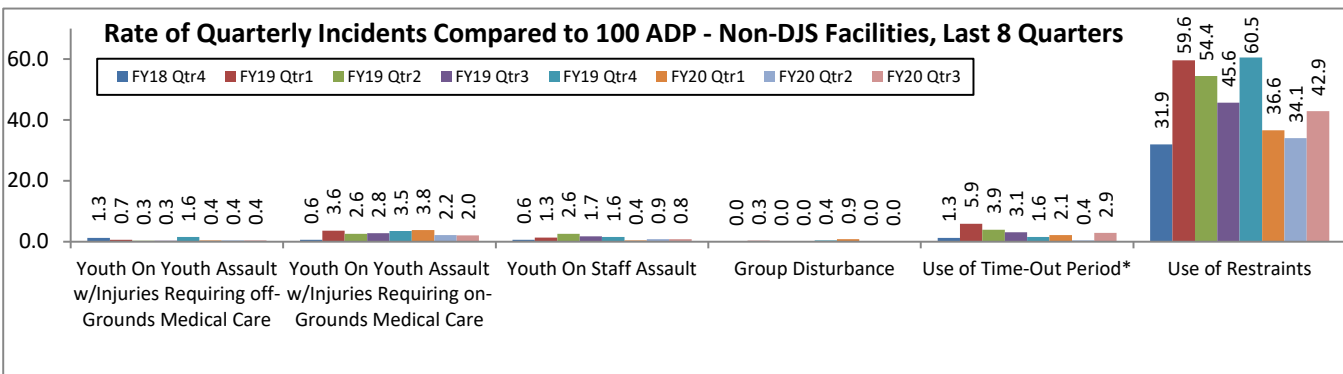 Rate of Quarterly Incidents Compared to 100 ADP - Non-DJS Facilities, Last 8 Quarters
FY18 Qtr4 FY19 Qtr1 FY19 Qtr2 FY19 Qtr3 FY19 Qtr4 FY20 Qtr1 FY20 Qtr2 FY20 Qtr3
60.0
40.0
20.0
0.0
1.3 0.7 0.3 0.3 1.6 0.4 0.4 0.4
0.6 3.6 2.6 2.8 3.5 3.8 2.2 2.0
0.6 1.3 2.6 1.7 1.6 0.4 0.9 0.8
0.0 0.3 0.0 0.0 0.4 0.9 0.0 0.0
1.3 5.9 3.9 3.1 1.6 2.1 0.4 2.9
31.9 59.6 54.4 45.6 60.5 36.6 34.1 42.9
Youth On Youth Assault
w/Injuries Requiring off-
Grounds Medical Care
Youth On Youth Assault
w/Injuries Requiring on-
Grounds Medical Care
Youth On Staff Assault
Group Disturbance
Use of Time-Out Period*
Use of Restraints